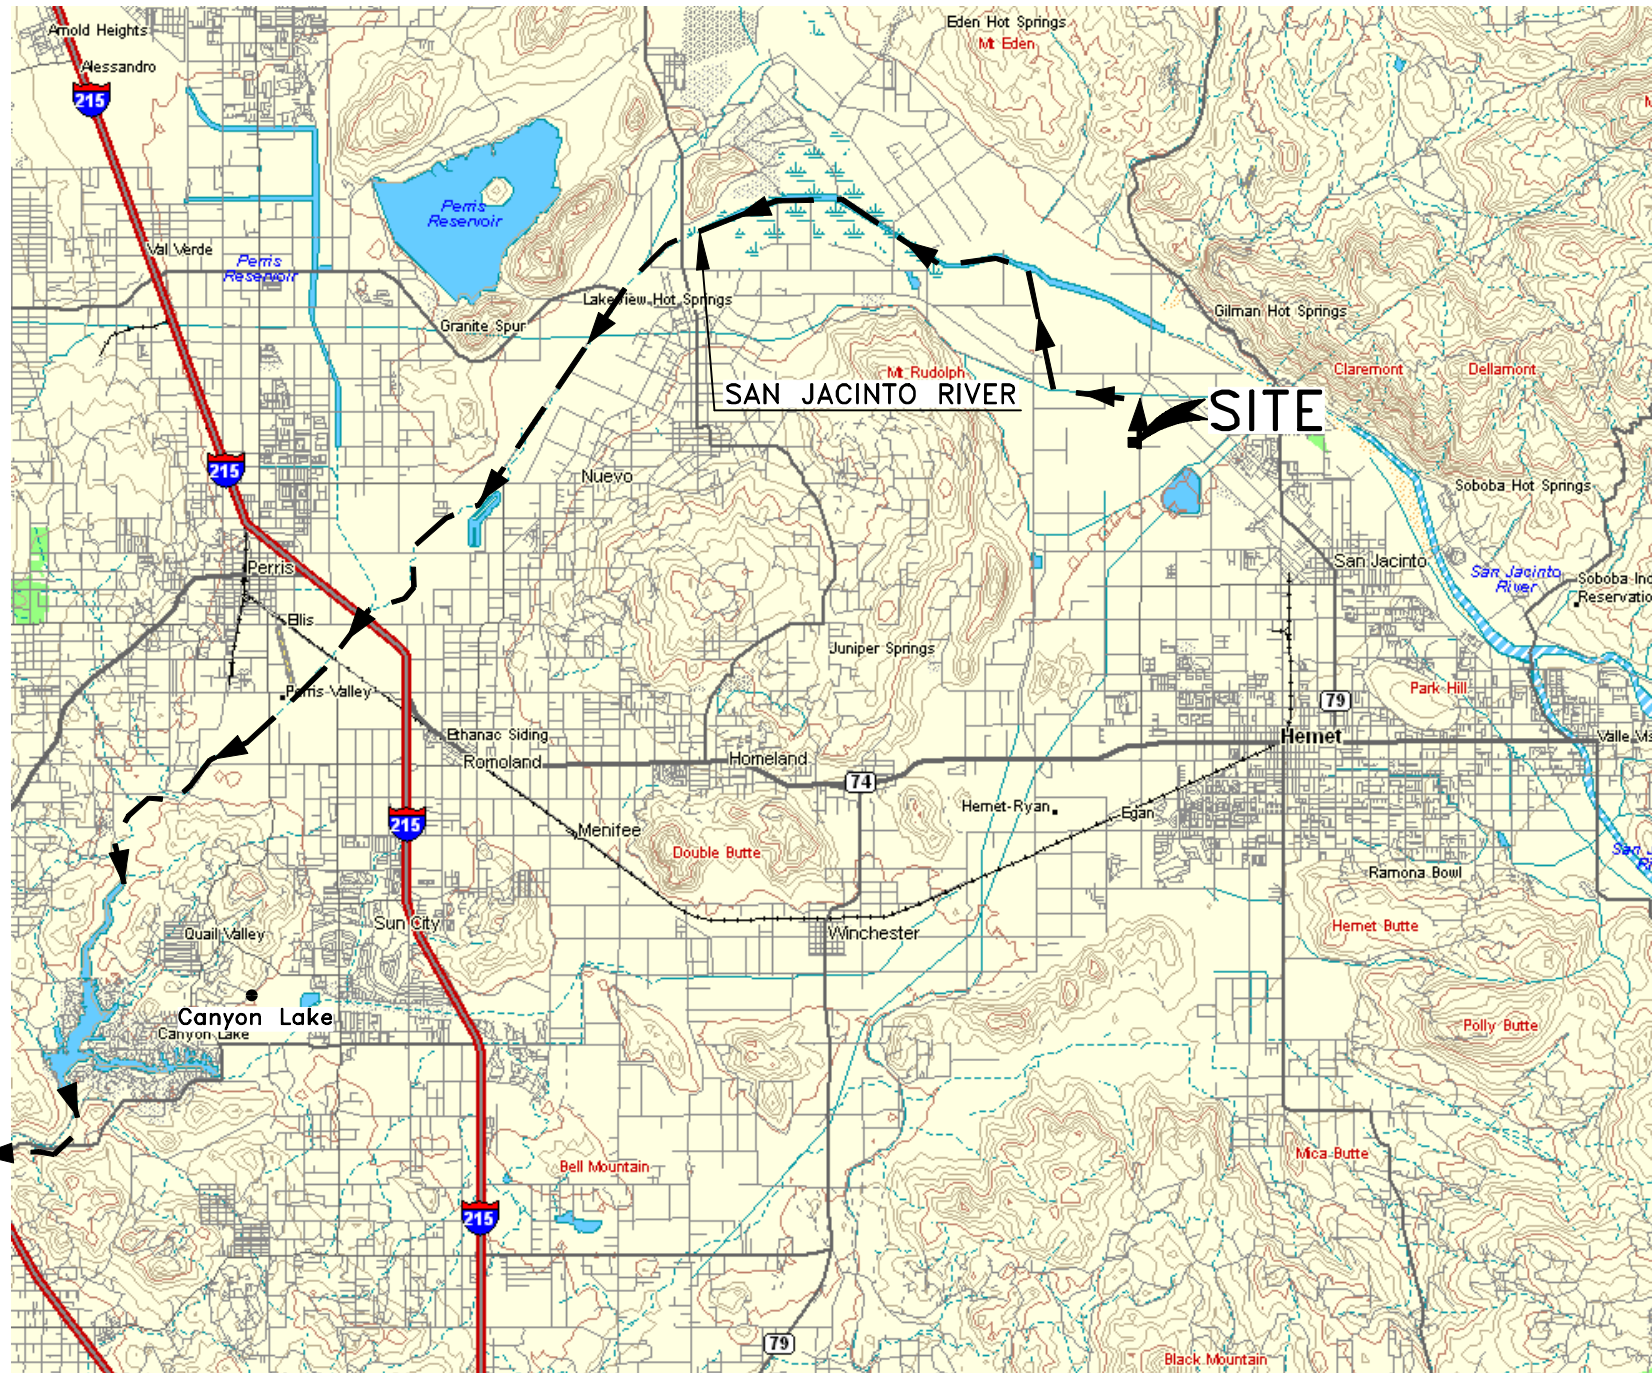 Eden Hot Springs
Arnold Heights
Mt Eden
Alessandro
215
Perris
Reservoir
Val Verde
Perris
Reservoir
Lakeview Hot Springs
Gilman Hot Springs
Granite Spur
Mt Rudolph
Claremont
Dellamont
SAN JACINTO RIVER
SITE
215
Nuevo
Soboba Hot Springs
San Jacinto
Perris
San Jacinto
River
Soboba Ind
Reservatio
Ellis
Juniper Springs
Perris Valley
Park Hill
79
Ethanac Siding
Hemet
Romoland
Homeland
74
Hemet-Ryan
Egan
215
Menifee
Double Butte
Ramona Bowl
Sun City
Quail Valley
Winchester
Hemet Butte
Canyon Lake
Canyon Lake
Polly Butte
Bell Mountain
Mica Butte
215
79
Black Mountain